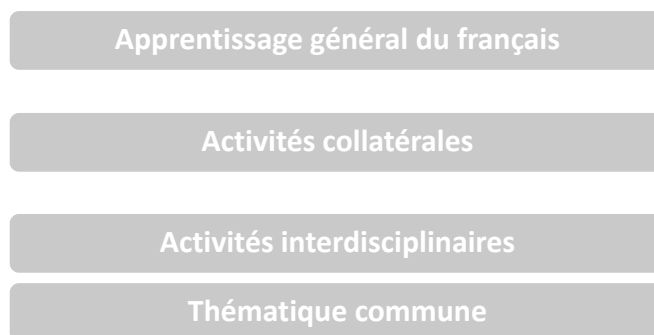 Apprentissage général du français
Activités collatérales
Activités interdisciplinaires
Thématique commune